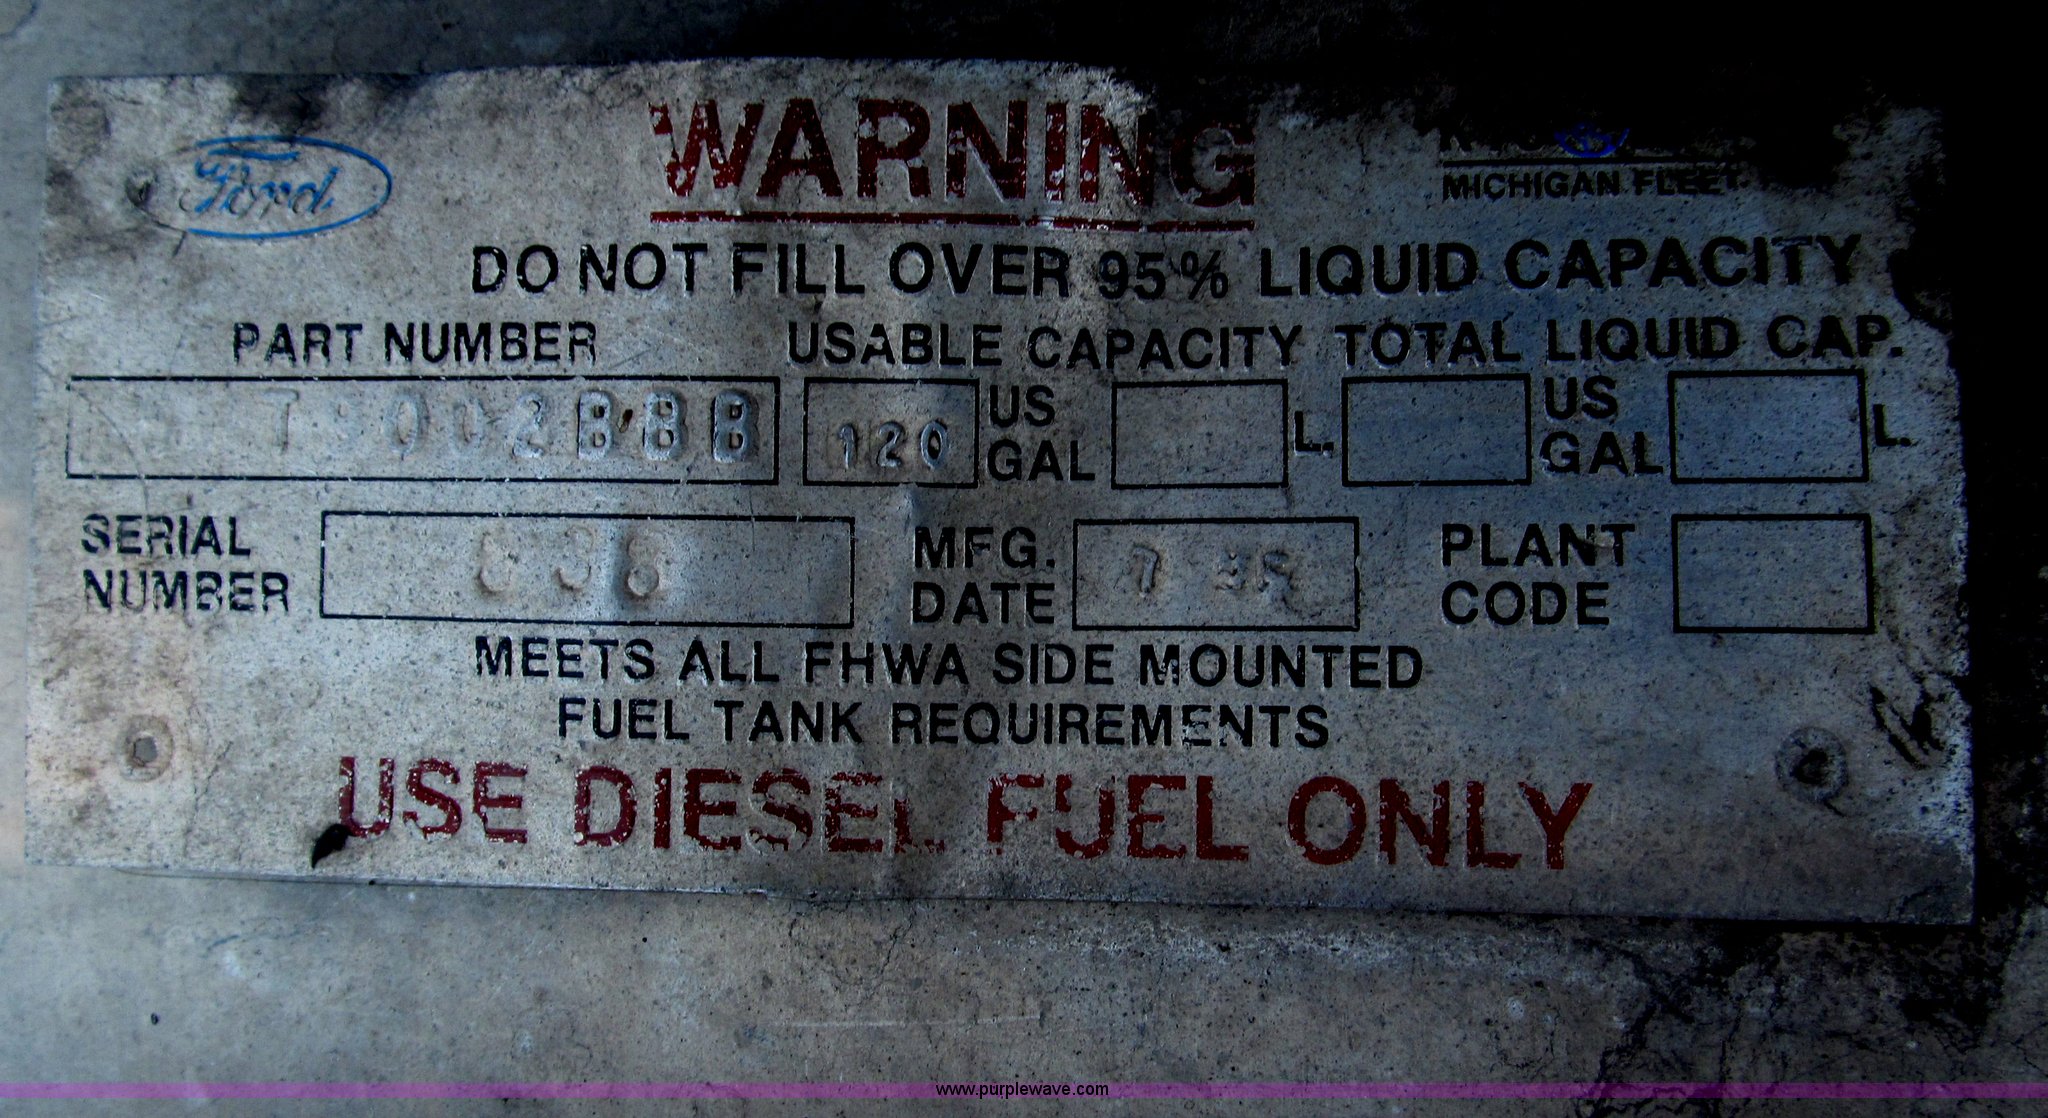 Ford
WARNING
MICHIGAN FLEET
DO NOT FILL OVER 95% LIQUID CAPACITY
PART NUMBER USABLE CAPACITY TOTAL LIQUID CAP.
120 US GAL L. US GAL L.
SERIAL NUMBER MFG. DATE PLANT CODE
MEETS ALL FHWA SIDE MOUNTED
FUEL TANK REQUIREMENTS
USE DIESEL FUEL ONLY
www.purplewave.com